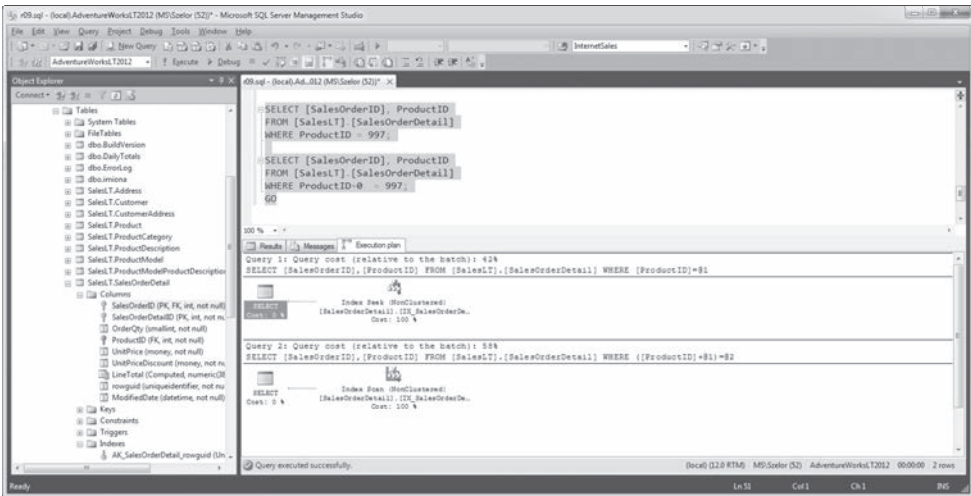 r09.sql - (local).AdventureWorksLT2012 (MS\Szelor (52))* - Microsoft SQL Server Management Studio
File Edit View Query Project Debug Tools Window Help
New Query
InternetSales
AdventureWorksLT2012
Execute Debug
Object Explorer
Connect
Tables
System Tables
FileTables
dbo.BuildVersion
dbo.DailyTotals
dbo.ErrorLog
dbo.imiona
SalesLT.Address
SalesLT.Customer
SalesLT.CustomerAddress
SalesLT.Product
SalesLT.ProductCategory
SalesLT.ProductDescription
SalesLT.ProductModel
SalesLT.ProductModelProductDescription
SalesLT.SalesOrderDetail
Columns
SalesOrderID (PK, FK, int, not null)
SalesOrderDetailID (PK, int, not nu
OrderQty (smallint, not null)
ProductID (FK, int, not null)
UnitPrice (money, not null)
UnitPriceDiscount (money, not nu
LineTotal (Computed, numeric(38
rowguid (uniqueidentifier, not nu
ModifiedDate (datetime, not null)
Keys
Constraints
Triggers
Indexes
AK_SalesOrderDetail_rowguid (Un
r09.sql - (local).Ad...012 (MS\Szelor (52))*
SELECT [SalesOrderID], ProductID
FROM [SalesLT].[SalesOrderDetail]
WHERE ProductID = 997;
SELECT [SalesOrderID], ProductID
FROM [SalesLT].[SalesOrderDetail]
WHERE ProductID+0 = 997;
GO
100 %
Results Messages Execution plan
Query 1: Query cost (relative to the batch): 42%
SELECT [SalesOrderID],[ProductID] FROM [SalesLT].[SalesOrderDetail] WHERE [ProductID]=@1
SELECT
Cost: 0 %
Index Seek (NonClustered)
[SalesOrderDetail].[IX_SalesOrderDe...
Cost: 100 %
Query 2: Query cost (relative to the batch): 58%
SELECT [SalesOrderID],[ProductID] FROM [SalesLT].[SalesOrderDetail] WHERE ([ProductID]+@1)=@2
SELECT
Cost: 0 %
Index Scan (NonClustered)
[SalesOrderDetail].[IX_SalesOrderDe...
Cost: 100 %
Query executed successfully.
(local) (12.0 RTM) MS\Szelor (52) AdventureWorksLT2012 00:00:00 2 rows
Ready
Ln 51 Col 1 Ch 1 INS